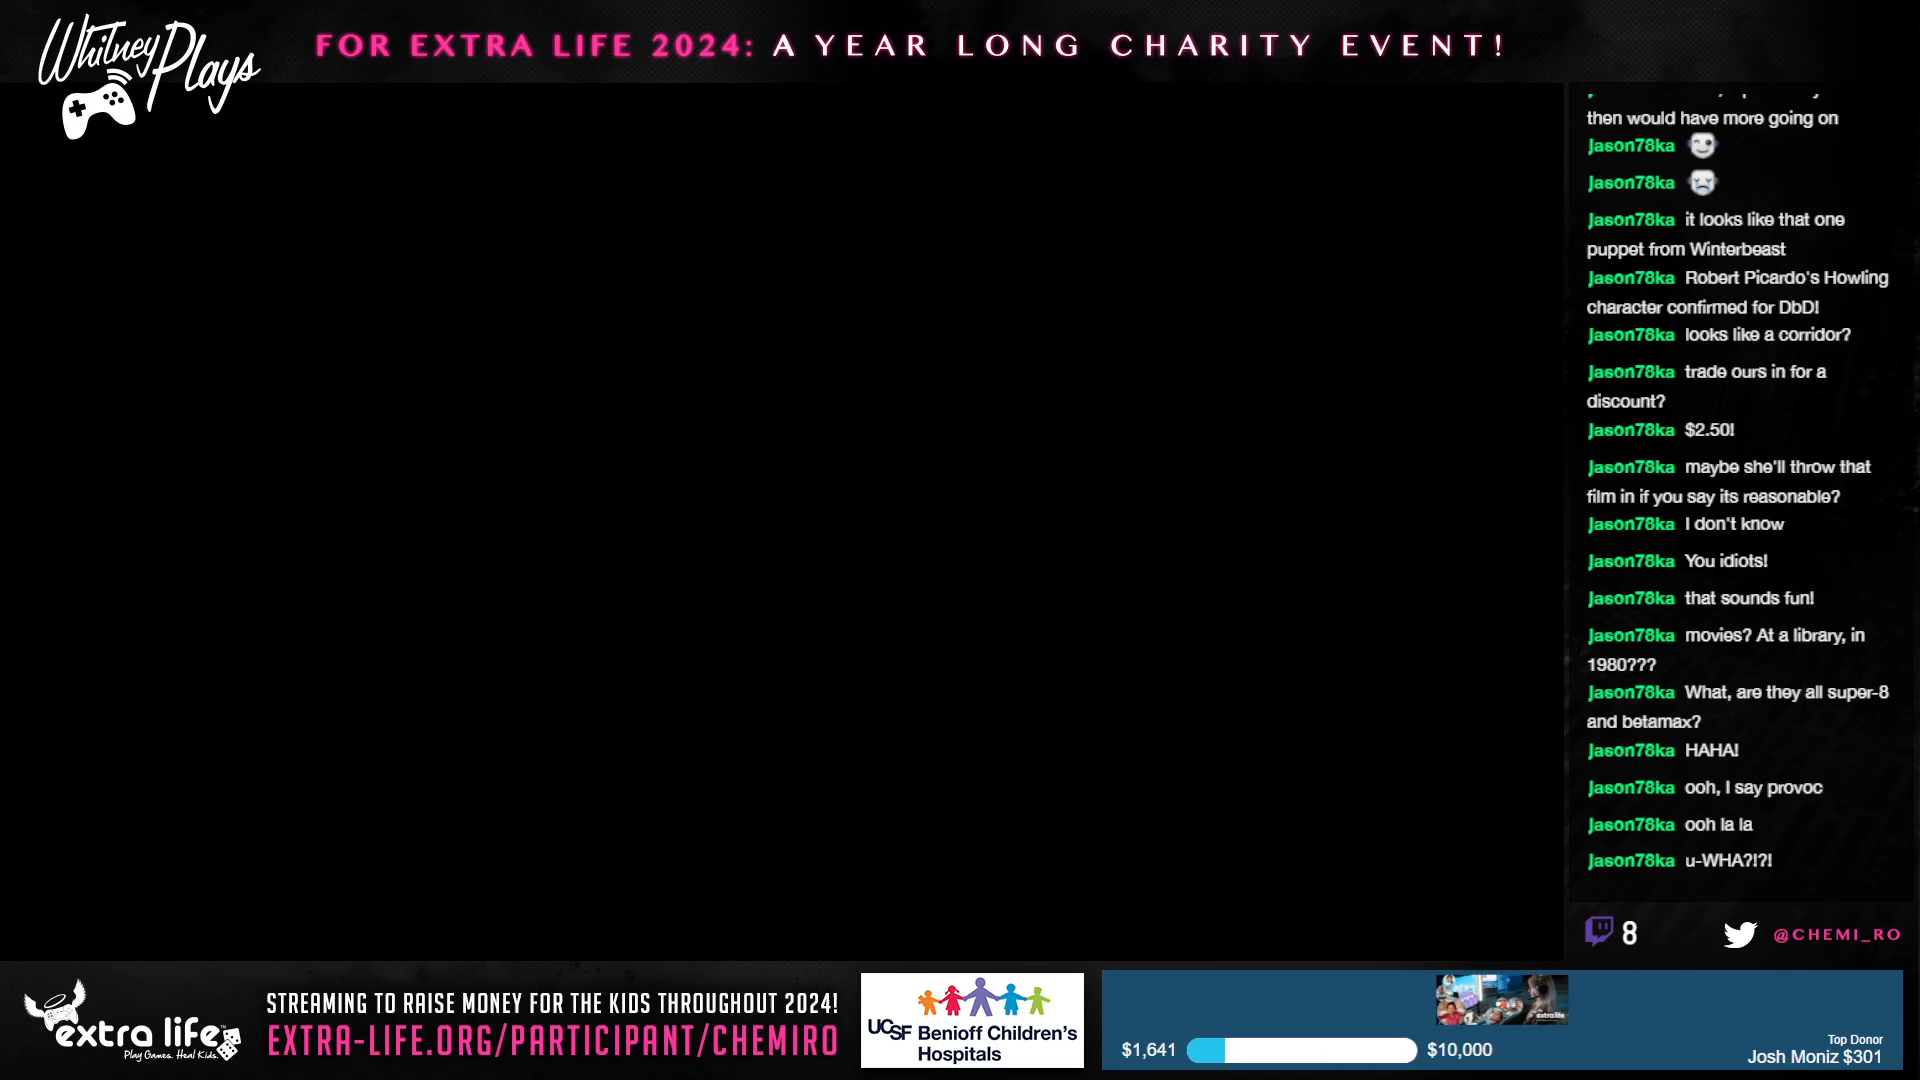 Whitney Plays
FOR EXTRA LIFE 2024: A YEAR LONG CHARITY EVENT!
then would have more going on
Jason78ka
Jason78ka
Jason78ka it looks like that one
puppet from Winterbeast
Jason78ka Robert Picardo's Howling
character confirmed for DbD!
Jason78ka looks like a corridor?
Jason78ka trade ours in for a
discount?
Jason78ka $2.50!
Jason78ka maybe she'll throw that
film in if you say its reasonable?
Jason78ka I don't know
Jason78ka You idiots!
Jason78ka that sounds fun!
Jason78ka movies? At a library, in
1980???
Jason78ka What, are they all super-8
and betamax?
Jason78ka HAHA!
Jason78ka ooh, I say provoc
Jason78ka ooh la la
Jason78ka u-WHA?!?!
8
@CHEMI_RO
extra life
Play Games. Heal Kids.
STREAMING TO RAISE MONEY FOR THE KIDS THROUGHOUT 2024!
EXTRA-LIFE.ORG/PARTICIPANT/CHEMIRO
UCSF Benioff Children's
Hospitals
extra life
$1,641
$10,000
Top Donor
Josh Moniz $301